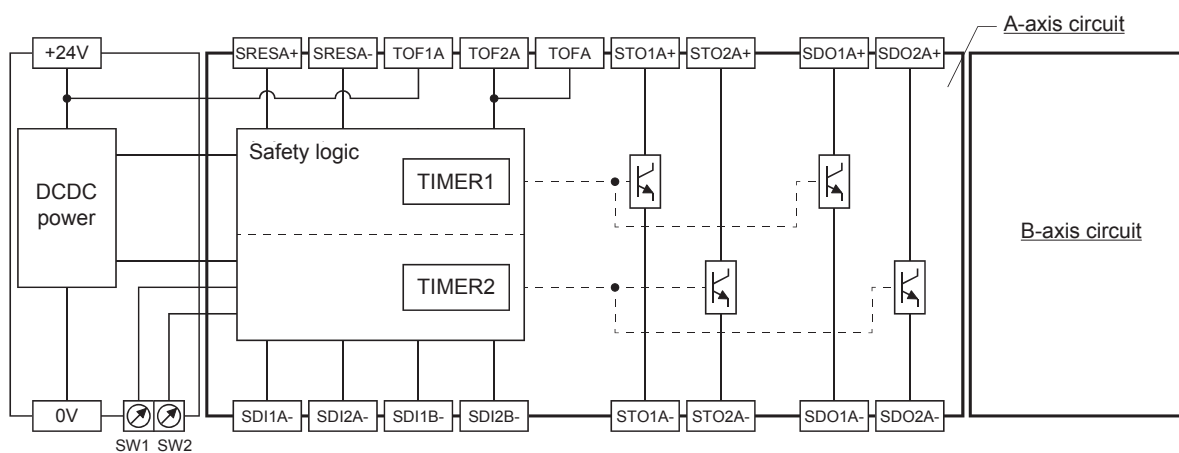 A-axis circuit
+24V
SRESA+ SRESA- TOF1A TOF2A TOFA STO1A+ STO2A+ SDO1A+ SDO2A+
Safety logic
TIMER1
DCDC
power
B-axis circuit
TIMER2
0V
SDI1A- SDI2A- SDI1B- SDI2B- STO1A- STO2A- SDO1A- SDO2A-
SW1 SW2